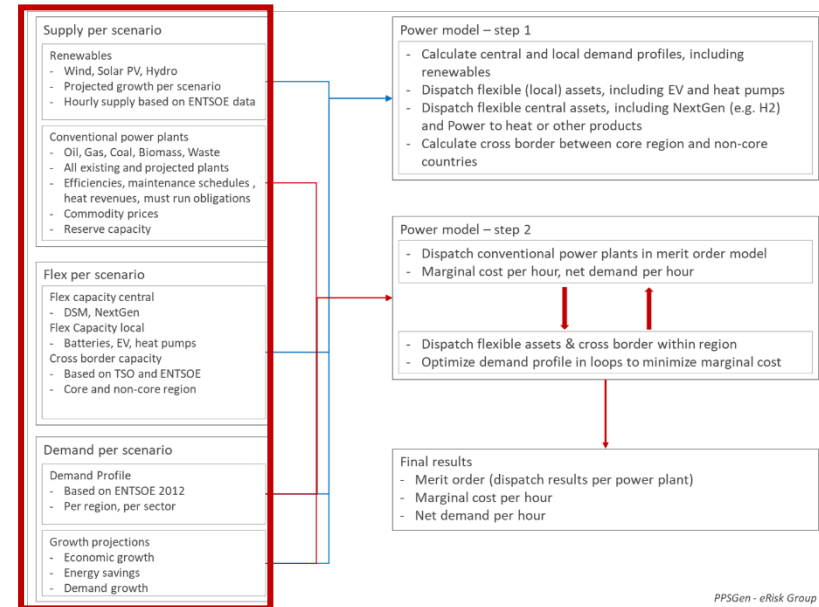 Supply per scenario
Renewables
- Wind, Solar PV, Hydro
- Projected growth per scenario
- Hourly supply based on ENTSOE data
Conventional power plants
- Oil, Gas, Coal, Biomass, Waste
- All existing and projected plants
- Efficiencies, maintenance schedules ,
heat revenues, must run obligations
- Commodity prices
- Reserve capacity
Flex per scenario
Flex capacity central
- DSM, NextGen
Flex Capacity local
- Batteries, EV, heat pumps
Cross border capacity
- Based on TSO and ENTSOE
- Core and non-core region
Demand per scenario
Demand Profile
- Based on ENTSOE 2012
- Per region, per sector
Growth projections
- Economic growth
- Energy savings
- Demand growth
Power model – step 1
- Calculate central and local demand profiles, including
renewables
- Dispatch flexible (local) assets, including EV and heat pumps
- Dispatch flexible central assets, including NextGen (e.g. H2)
and Power to heat or other products
- Calculate cross border between core region and non-core
countries
Power model – step 2
- Dispatch conventional power plants in merit order model
- Marginal cost per hour, net demand per hour
- Dispatch flexible assets & cross border within region
- Optimize demand profile in loops to minimize marginal cost
Final results
- Merit order (dispatch results per power plant)
- Marginal cost per hour
- Net demand per hour
PPSGen - eRisk Group